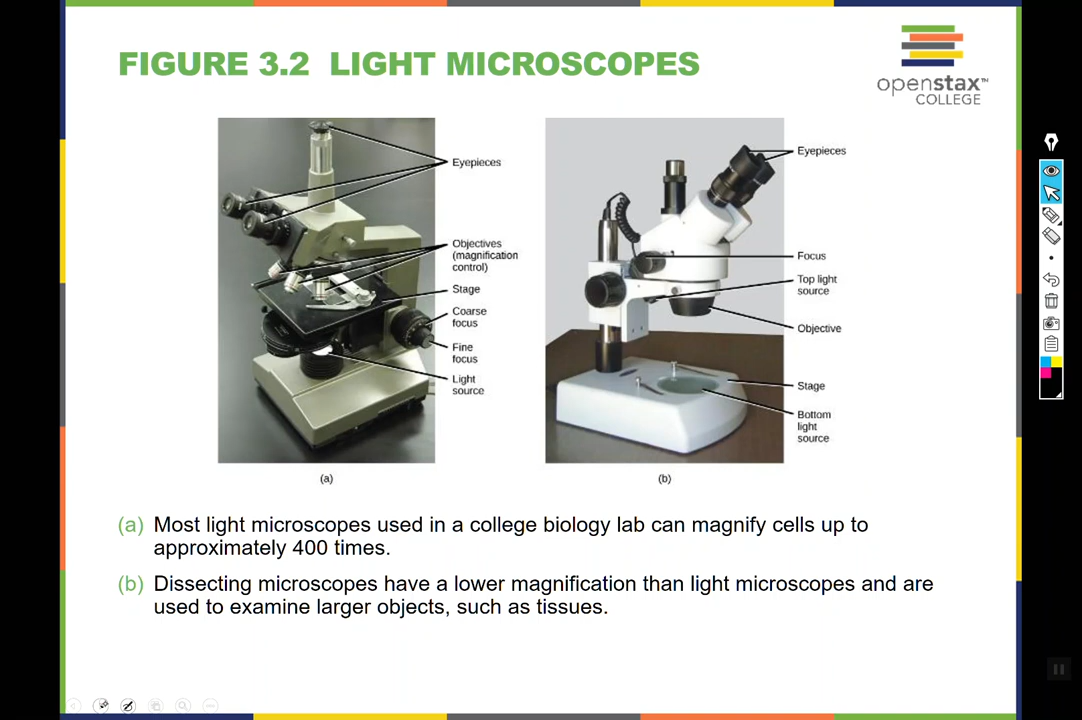 FIGURE 3.2 LIGHT MICROSCOPES
openstax™
COLLEGE
Eyepieces
Objectives
(magnification
control)
Stage
Coarse
focus
Fine
focus
Light
source
(a)
Eyepieces
Focus
Top light
source
Objective
Stage
Bottom
light
source
(b)
(a) Most light microscopes used in a college biology lab can magnify cells up to
approximately 400 times.
(b) Dissecting microscopes have a lower magnification than light microscopes and are
used to examine larger objects, such as tissues.